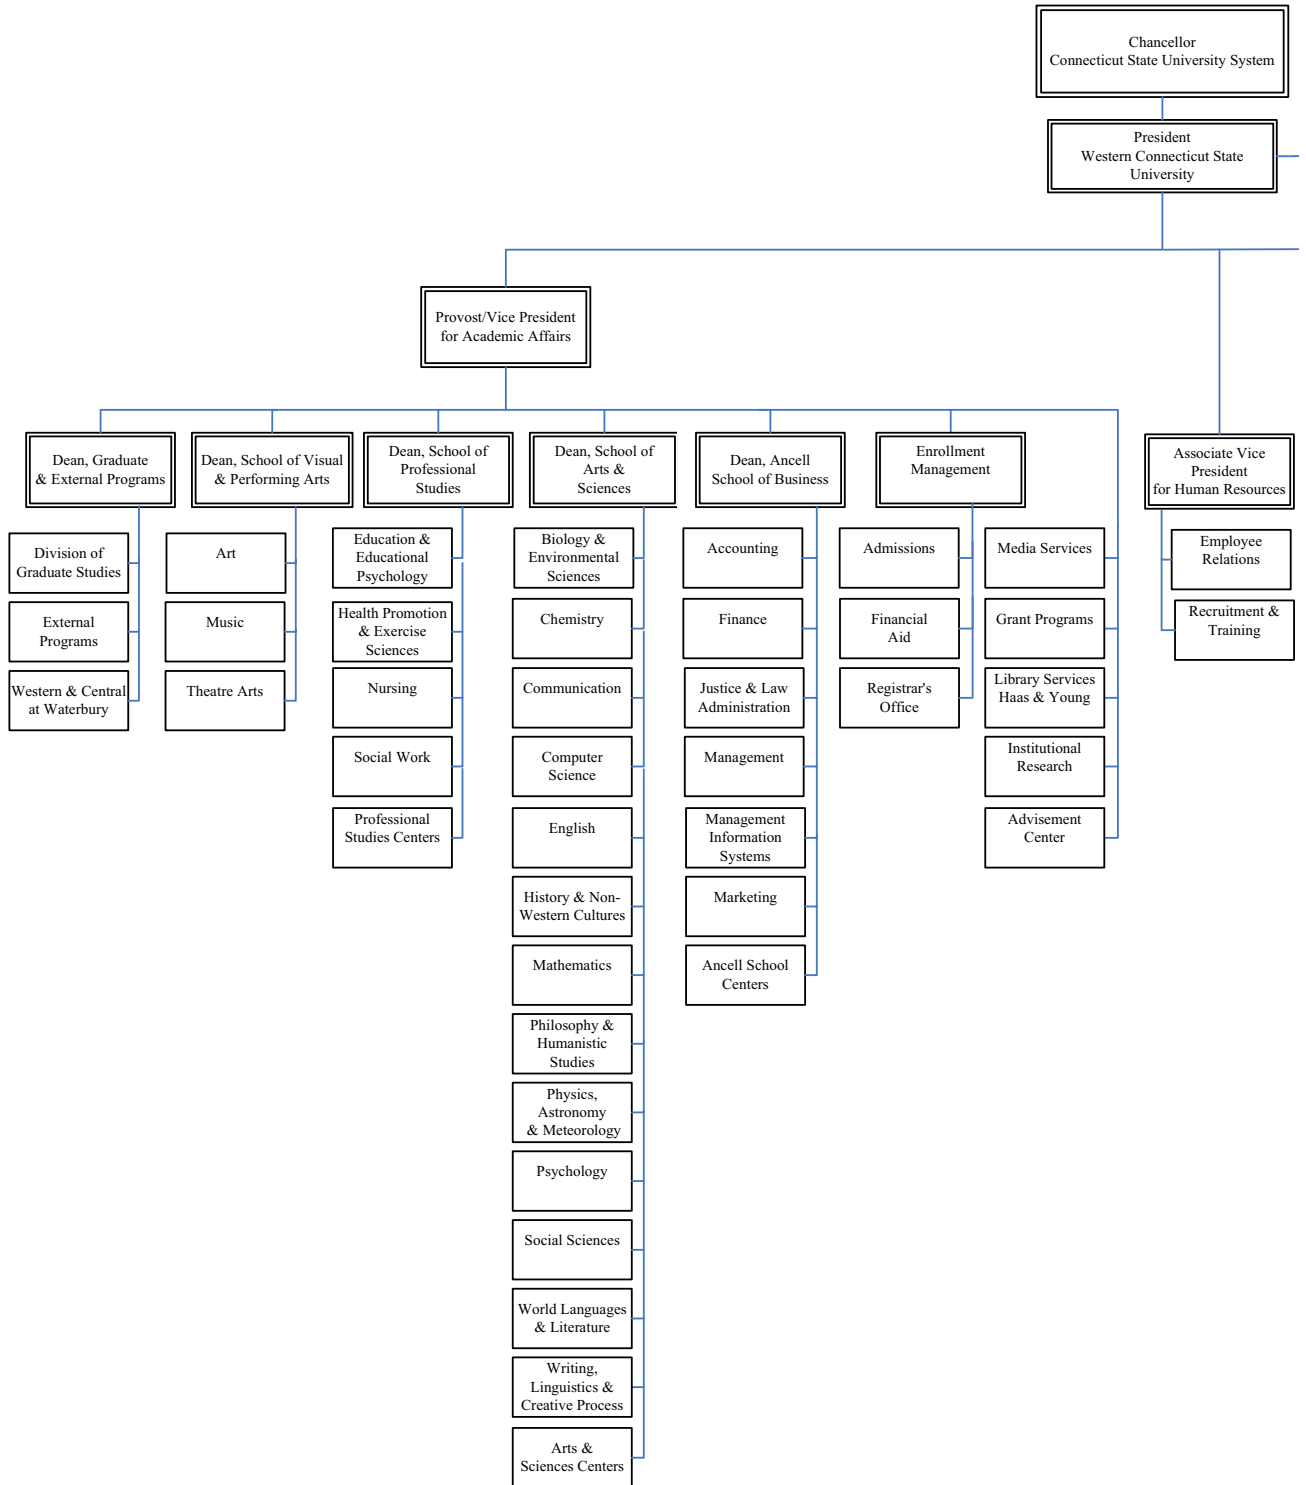 Chancellor
Connecticut State University System
President
Western Connecticut State
University
Provost/Vice President
for Academic Affairs
Dean, Graduate
& External Programs
Dean, School of Visual
& Performing Arts
Dean, School of
Professional
Studies
Dean, School of
Arts &
Sciences
Dean, Ancell
School of Business
Enrollment
Management
Associate Vice
President
for Human Resources
Division of
Graduate Studies
External
Programs
Western & Central
at Waterbury
Art
Music
Theatre Arts
Education &
Educational
Psychology
Health Promotion
& Exercise
Sciences
Nursing
Social Work
Professional
Studies Centers
Biology &
Environmental
Sciences
Chemistry
Communication
Computer
Science
English
History & Non-
Western Cultures
Mathematics
Philosophy &
Humanistic
Studies
Physics,
Astronomy
& Meteorology
Psychology
Social Sciences
World Languages
& Literature
Writing,
Linguistics &
Creative Process
Arts &
Sciences Centers
Accounting
Finance
Justice & Law
Administration
Management
Management
Information
Systems
Marketing
Ancell School
Centers
Admissions
Financial
Aid
Registrar's
Office
Media Services
Grant Programs
Library Services
Haas & Young
Institutional
Research
Advisement
Center
Employee
Relations
Recruitment &
Training